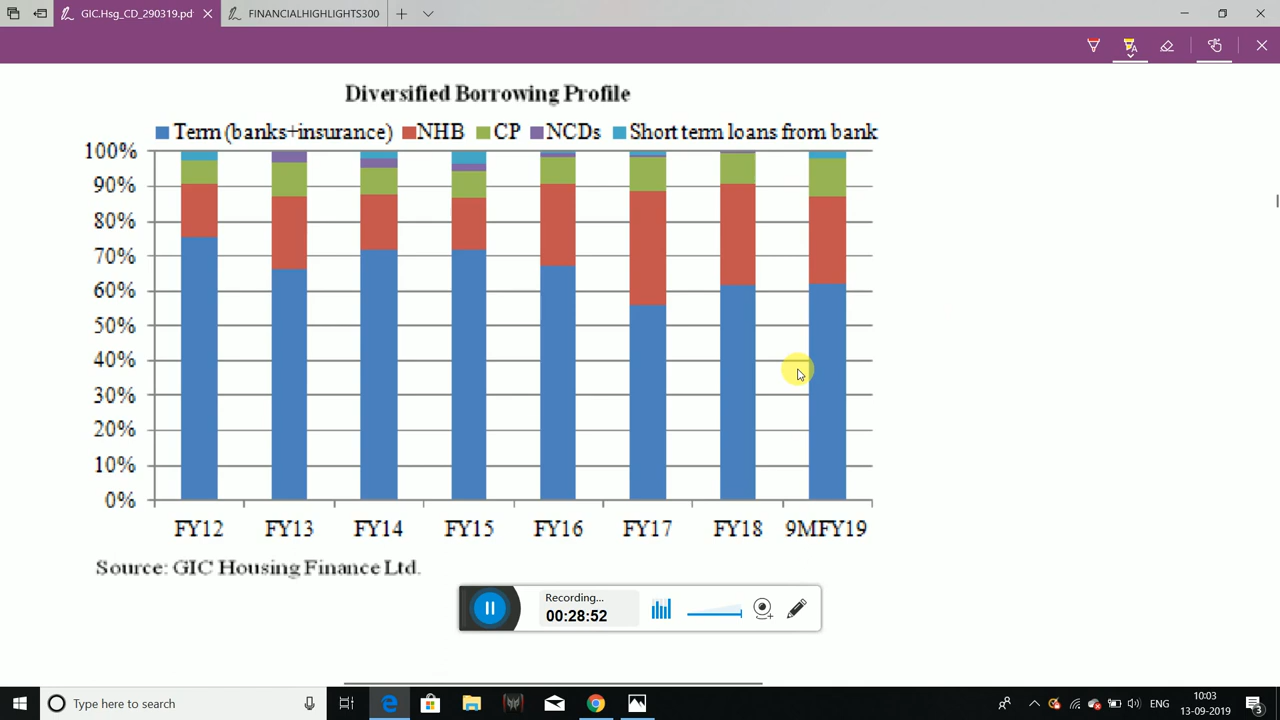 GIC.Hsg_CD_290319.pd
FINANCIALHIGHLIGHTS300
Diversified Borrowing Profile
Term (banks+insurance) NHB CP NCDs Short term loans from bank
100%
90%
80%
70%
60%
50%
40%
30%
20%
10%
0%
FY12 FY13 FY14 FY15 FY16 FY17 FY18 9MFY19
Source: GIC Housing Finance Ltd.
Recording...
00:28:52
Type here to search
ENG
10:03
13-09-2019
3